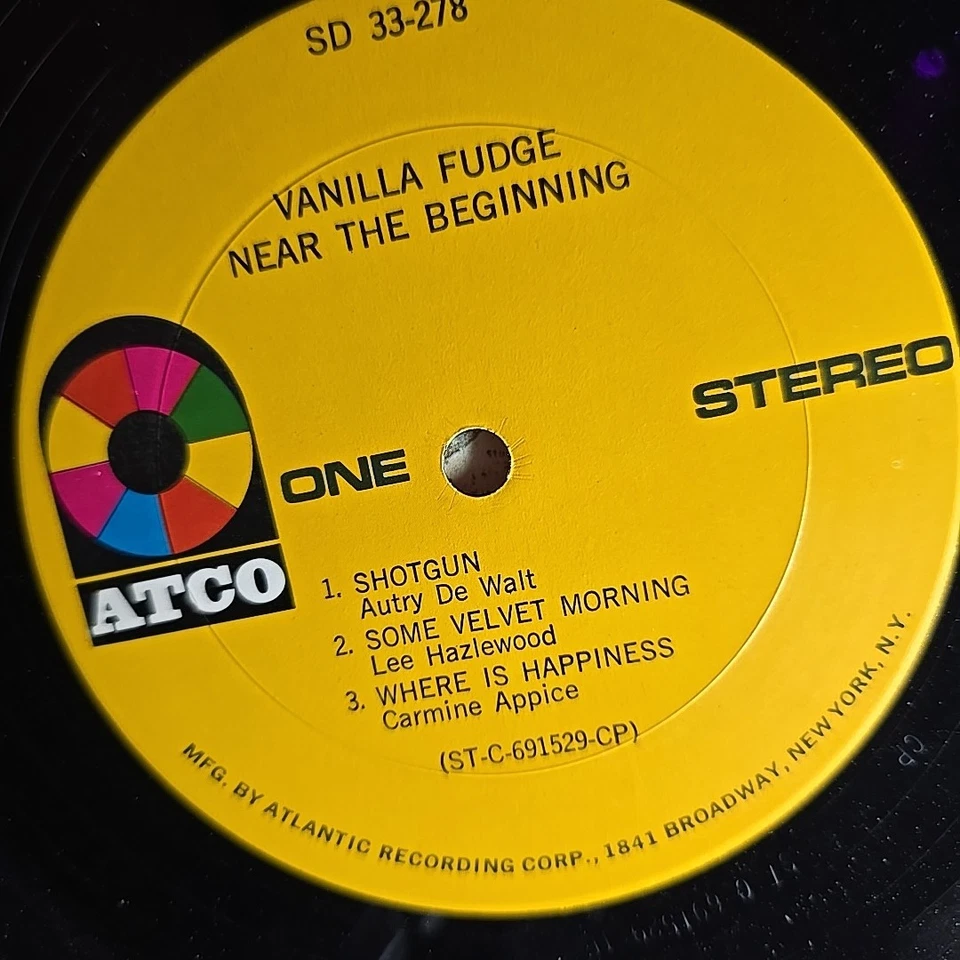 SD 33-278
VANILLA FUDGE
NEAR THE BEGINNING
STEREO
ONE
ATCO
1. SHOTGUN
Autry De Walt
2. SOME VELVET MORNING
Lee Hazlewood
3. WHERE IS HAPPINESS
Carmine Appice
(ST-C-691529-CP)
MFG. BY ATLANTIC RECORDING CORP., 1841 BROADWAY, NEW YORK, N.Y.
CP